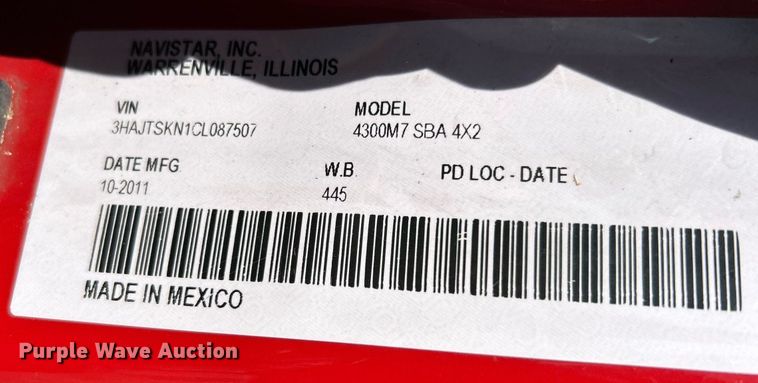 NAVISTAR, INC.
WARRENVILLE, ILLINOIS
VIN MODEL
3HAJTSKN1CL087507 4300M7 SBA 4X2
DATE MFG W.B PD LOC - DATE
10-2011 445
MADE IN MEXICO
Purple Wave Auction